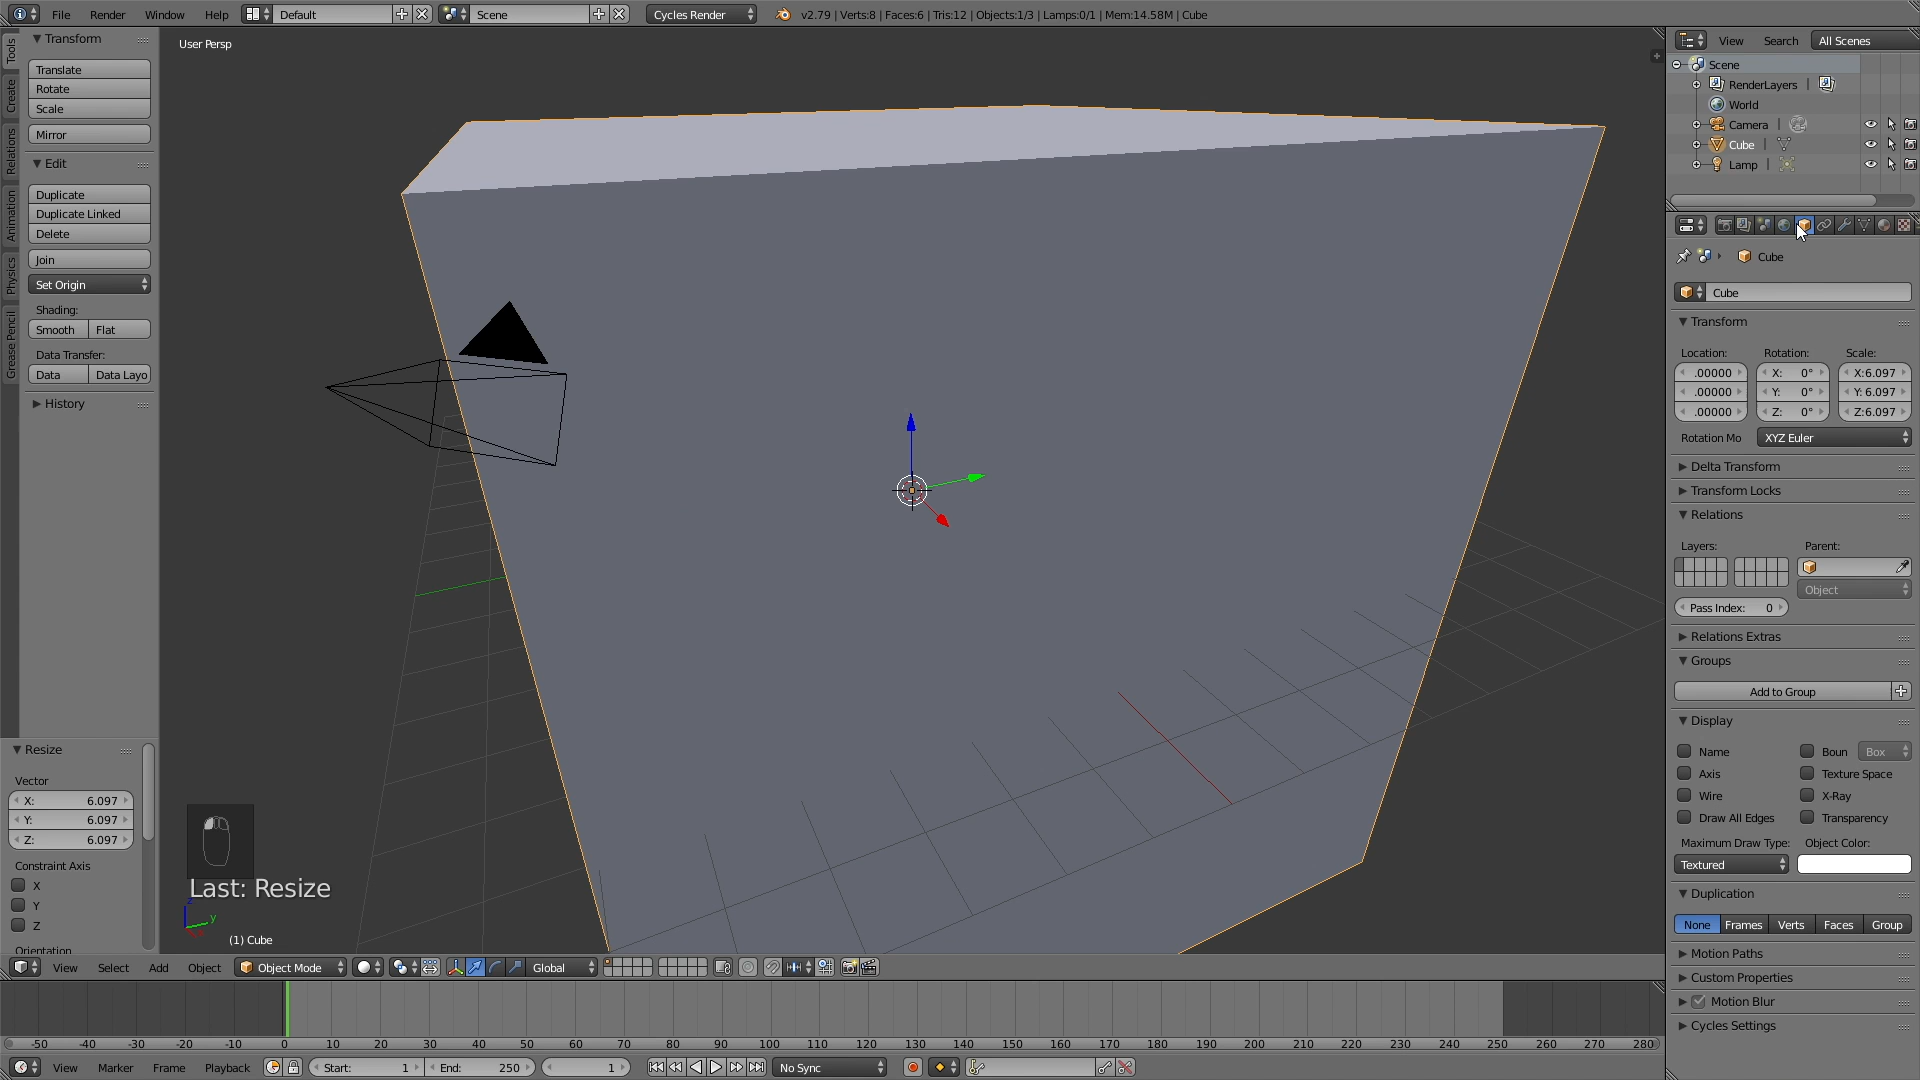 File Render Window Help Default Scene Cycles Render v2.79 | Verts:8 | Faces:6 | Tris:12 | Objects:1/3 | Lamps:0/1 | Mem:14.58M | Cube
Tools
Create
Relations
Animation
Physics
Grease Pencil
Transform
Translate
Rotate
Scale
Mirror
Edit
Duplicate
Duplicate Linked
Delete
Join
Set Origin
Shading:
Smooth Flat
Data Transfer:
Data Data Layo
History
Resize
Vector
X: 6.097
Y: 6.097
Z: 6.097
Constraint Axis
X
Y
Z
Orientation
User Persp
Last: Resize
y
(1) Cube
View Select Add Object Object Mode Global
-50 -40 -30 -20 -10 0 10 20 30 40 50 60 70 80 90 100 110 120 130 140 150 160 170 180 190 200 210 220 230 240 250 260 270 280
View Marker Frame Playback Start: 1 End: 250 1 No Sync
View Search All Scenes
Scene
RenderLayers |
World
Camera |
Cube |
Lamp |
Cube
Cube
Transform
Location: Rotation: Scale:
.00000 X: 0° X:6.097
.00000 Y: 0° Y: 6.097
.00000 Z: 0° Z:6.097
Rotation Mo XYZ Euler
Delta Transform
Transform Locks
Relations
Layers: Parent:
Object
Pass Index: 0
Relations Extras
Groups
Add to Group
Display
Name Boun Box
Axis Texture Space
Wire X-Ray
Draw All Edges Transparency
Maximum Draw Type: Object Color:
Textured
Duplication
None Frames Verts Faces Group
Motion Paths
Custom Properties
Motion Blur
Cycles Settings